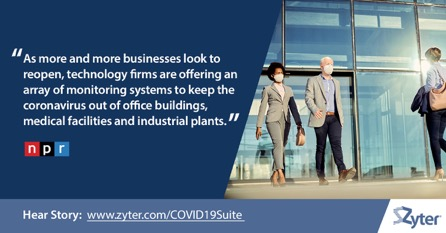 “As more and more businesses look to
reopen, technology firms are offering an
array of monitoring systems to keep the
coronavirus out of office buildings,
medical facilities and industrial plants.”
npr
Hear Story: www.zyter.com/COVID19Suite
Zyter